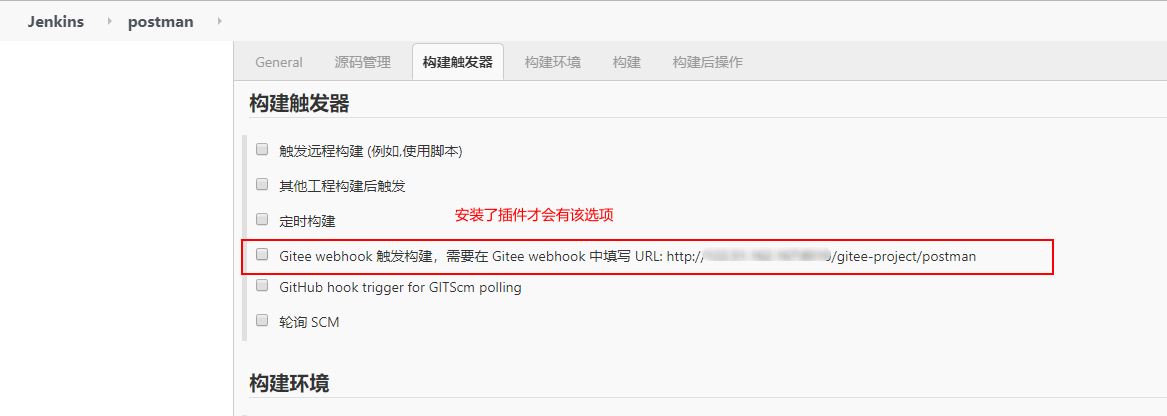 Jenkins postman
General 源码管理 构建触发器 构建环境 构建 构建后操作
构建触发器
触发远程构建 (例如,使用脚本)
其他工程构建后触发
定时构建
安装了插件才会有该选项
Gitee webhook 触发构建，需要在 Gitee webhook 中填写 URL: http:// /gitee-project/postman
GitHub hook trigger for GITScm polling
轮询 SCM
构建环境